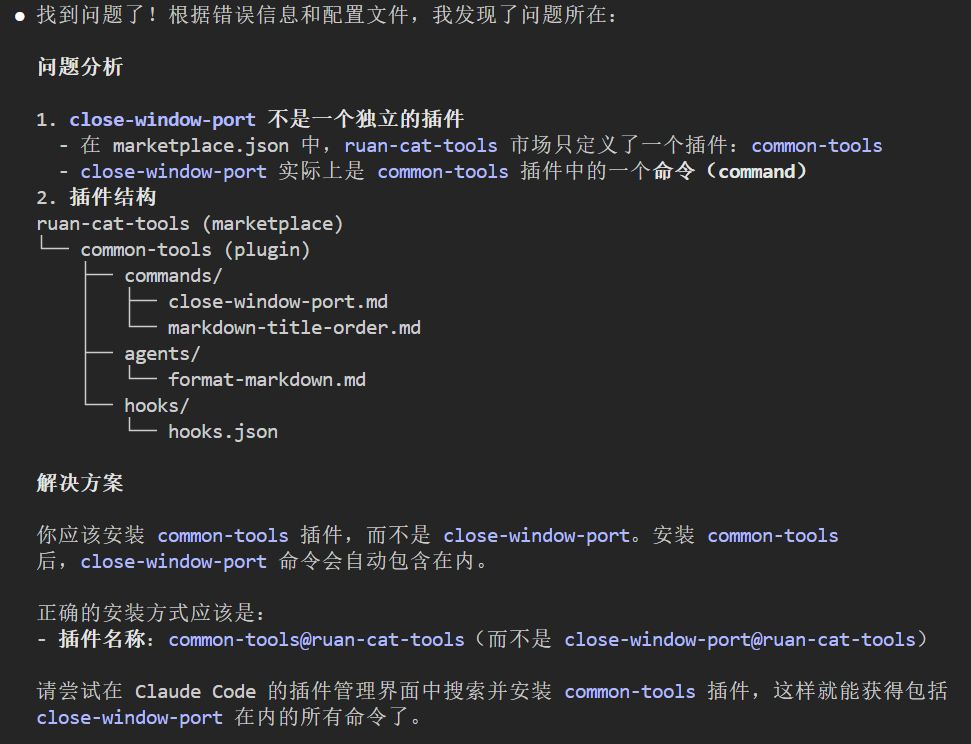 ● 找到问题了！根据错误信息和配置文件，我发现了问题所在：
问题分析
1. close-window-port 不是一个独立的插件
- 在 marketplace.json 中，ruan-cat-tools 市场只定义了一个插件：common-tools
- close-window-port 实际上是 common-tools 插件中的一个命令（command）
2. 插件结构
ruan-cat-tools (marketplace)
└── common-tools (plugin)
    ├── commands/
    │   ├── close-window-port.md
    │   └── markdown-title-order.md
    ├── agents/
    │   └── format-markdown.md
    └── hooks/
        └── hooks.json
解决方案
你应该安装 common-tools 插件，而不是 close-window-port。安装 common-tools
后，close-window-port 命令会自动包含在内。
正确的安装方式应该是：
- 插件名称：common-tools@ruan-cat-tools（而不是 close-window-port@ruan-cat-tools）
请尝试在 Claude Code 的插件管理界面中搜索并安装 common-tools 插件，这样就能获得包括
close-window-port 在内的所有命令了。